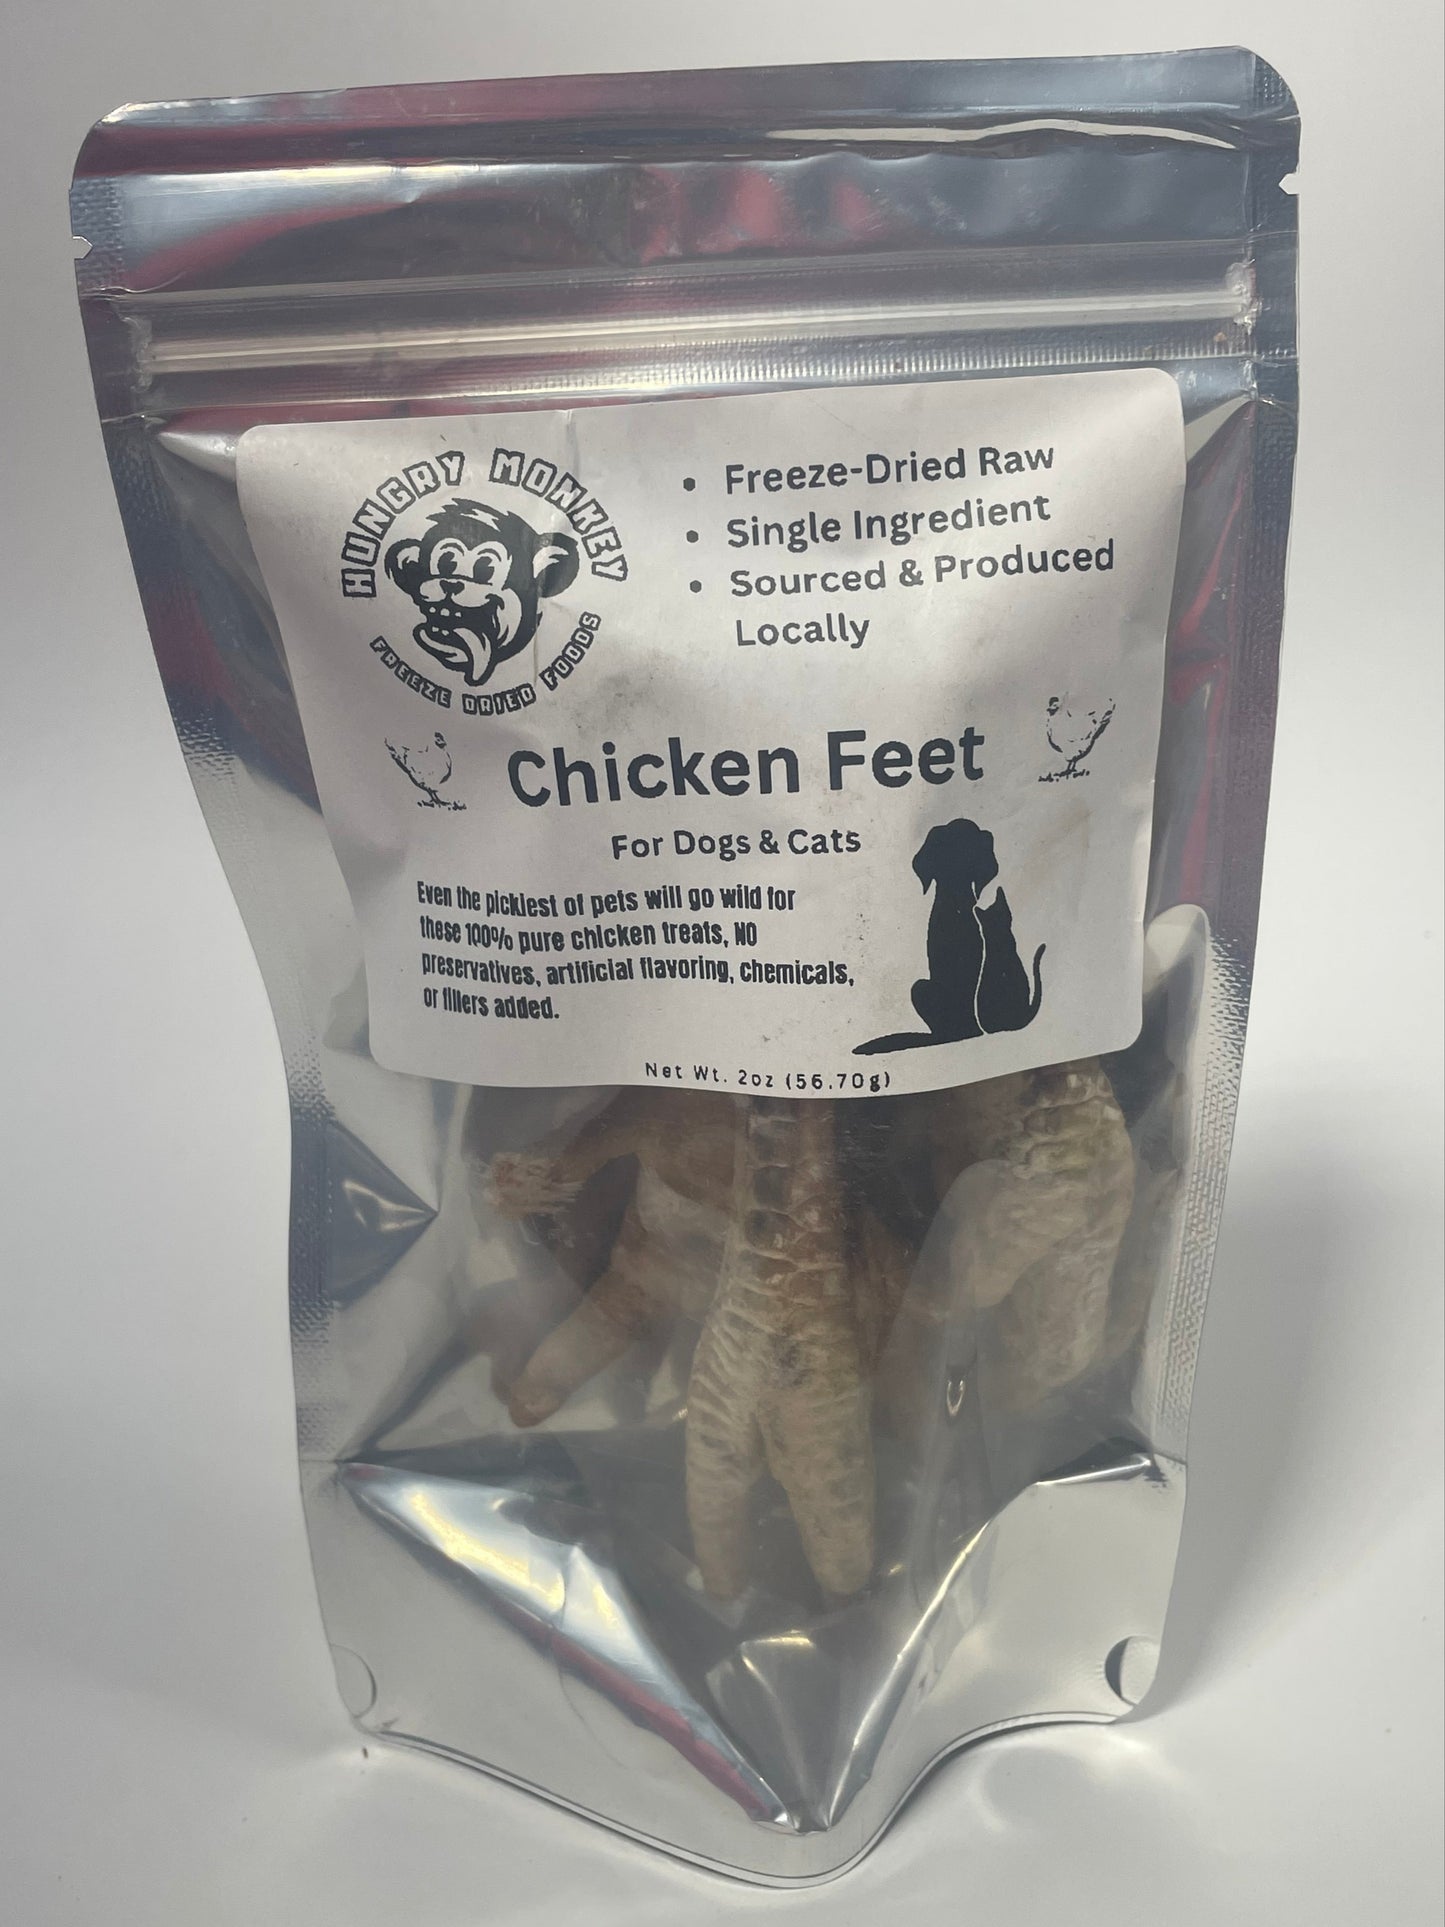 HUNGRY MONKEY
FREEZE DRIED FOODS
• Freeze-Dried Raw
• Single Ingredient
• Sourced & Produced
Locally
Chicken Feet
For Dogs & Cats
Even the pickiest of pets will go wild for
these 100% pure chicken treats, NO
preservatives, artificial flavoring, chemicals,
or fillers added.
Net Wt. 2oz (56.70g)